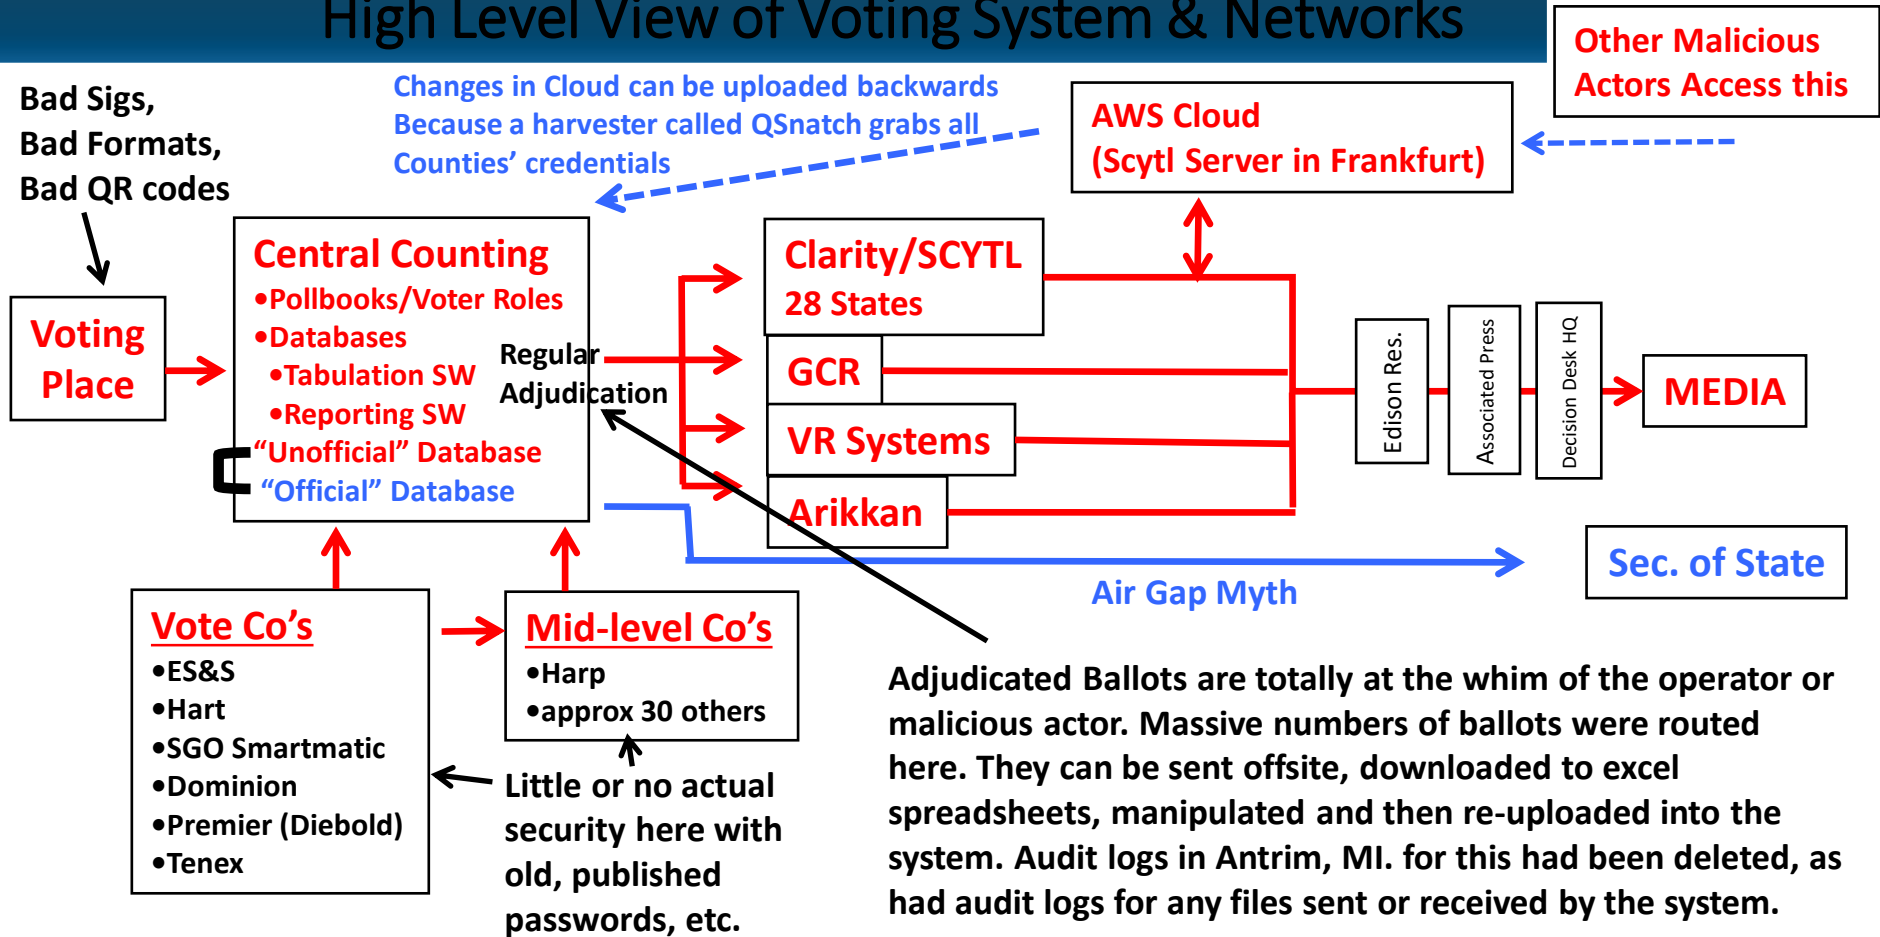 High Level View of Voting System & Networks
Other Malicious
Actors Access this
Bad Sigs,
Bad Formats,
Bad QR codes
Changes in Cloud can be uploaded backwards
Because a harvester called QSnatch grabs all
Counties’ credentials
AWS Cloud
(Scytl Server in Frankfurt)
Voting
Place
Central Counting
•Pollbooks/Voter Roles
•Databases
•Tabulation SW
•Reporting SW
“Unofficial” Database
“Official” Database
Regular
Adjudication
Clarity/SCYTL
28 States
GCR
VR Systems
Arikkan
Edison Res.
Associated Press
Decision Desk HQ
MEDIA
Sec. of State
Air Gap Myth
Vote Co’s
•ES&S
•Hart
•SGO Smartmatic
•Dominion
•Premier (Diebold)
•Tenex
Mid-level Co’s
•Harp
•approx 30 others
Little or no actual
security here with
old, published
passwords, etc.
Adjudicated Ballots are totally at the whim of the operator or
malicious actor. Massive numbers of ballots were routed
here. They can be sent offsite, downloaded to excel
spreadsheets, manipulated and then re-uploaded into the
system. Audit logs in Antrim, MI. for this had been deleted, as
had audit logs for any files sent or received by the system.